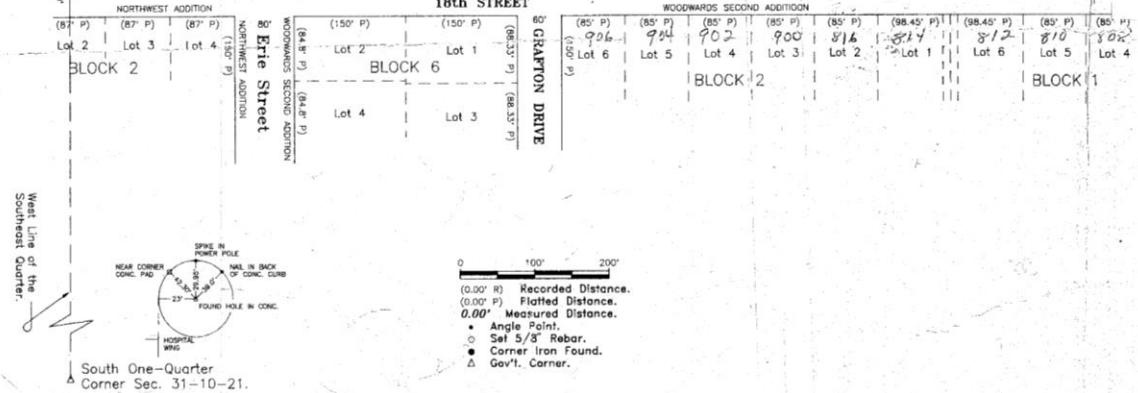 18th STREET
NORTHWEST ADDITION
WOODWARDS SECOND ADDITION
(87' P) (87' P) (87' P)
Lot 2 Lot 3 Lot 4
BLOCK 2
(150' P)
NORTHWEST ADDITION
80'
Erie Street
WOODWARDS SECOND ADDITION
(84.8' P)
(84.8' P)
(150' P) (150' P)
Lot 2 Lot 1
BLOCK 6
Lot 4 Lot 3
(88.33' P)
(88.33' P)
60'
GRAFTON DRIVE
(150' P)
(85' P) (85' P) (85' P) (85' P) (85' P) (98.45' P) (98.45' P) (85' P) (85' P)
906 904 902 900 816 814 812 810 802
Lot 6 Lot 5 Lot 4 Lot 3 Lot 2 Lot 1 Lot 6 Lot 5 Lot 4
BLOCK 2 BLOCK 1
West Line of the
Southeast Quarter.
SPIKE IN
POWER POLE
NEAR CORNER
CONC. PAD
NAIL IN BACK
OF CONC. CURB
23'
FOUND HOLE IN CONC.
HOSPITAL
WING
South One-Quarter
Corner Sec. 31-10-21.
0 100' 200'
(0.00' R) Recorded Distance.
(0.00' P) Platted Distance.
0.00' Measured Distance.
Angle Point.
Set 5/8" Rebar.
Corner Iron Found.
Gov't. Corner.